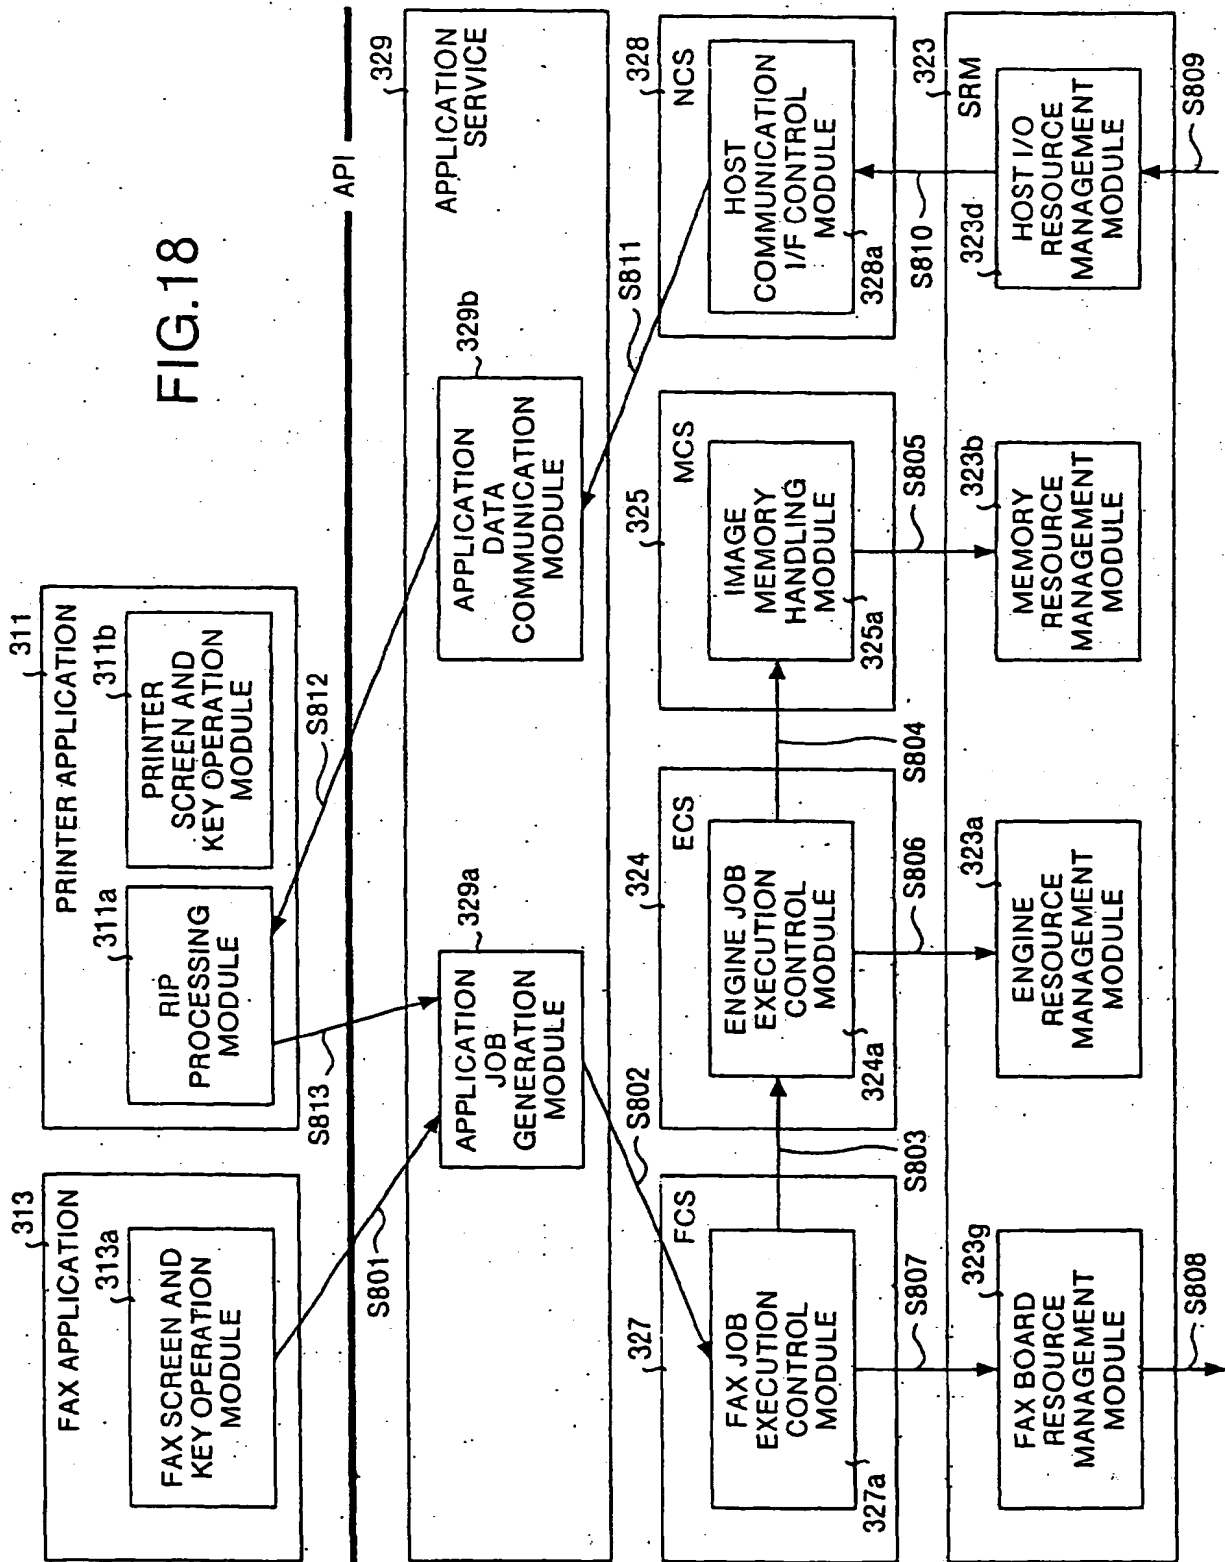 FIG.18
313
FAX APPLICATION
313a
FAX SCREEN AND
KEY OPERATION
MODULE
311
PRINTER APPLICATION
311a
RIP
PROCESSING
MODULE
311b
PRINTER
SCREEN AND
KEY OPERATION
MODULE
S801
S813
S812
API
329
APPLICATION
SERVICE
329a
APPLICATION
JOB
GENERATION
MODULE
329b
APPLICATION
DATA
COMMUNICATION
MODULE
S802
S811
327
FCS
FAX JOB
EXECUTION
CONTROL
MODULE
327a
S803
324
ECS
ENGINE JOB
EXECUTION
CONTROL
MODULE
324a
S804
325
MCS
IMAGE
MEMORY
HANDLING
MODULE
325a
328
NCS
HOST
COMMUNICATION
I/F CONTROL
MODULE
328a
S807
S806
S805
S810
323
SRM
323g
FAX BOARD
RESOURCE
MANAGEMENT
MODULE
323a
ENGINE
RESOURCE
MANAGEMENT
MODULE
323b
MEMORY
RESOURCE
MANAGEMENT
MODULE
323d
HOST I/O
RESOURCE
MANAGEMENT
MODULE
S808
S809